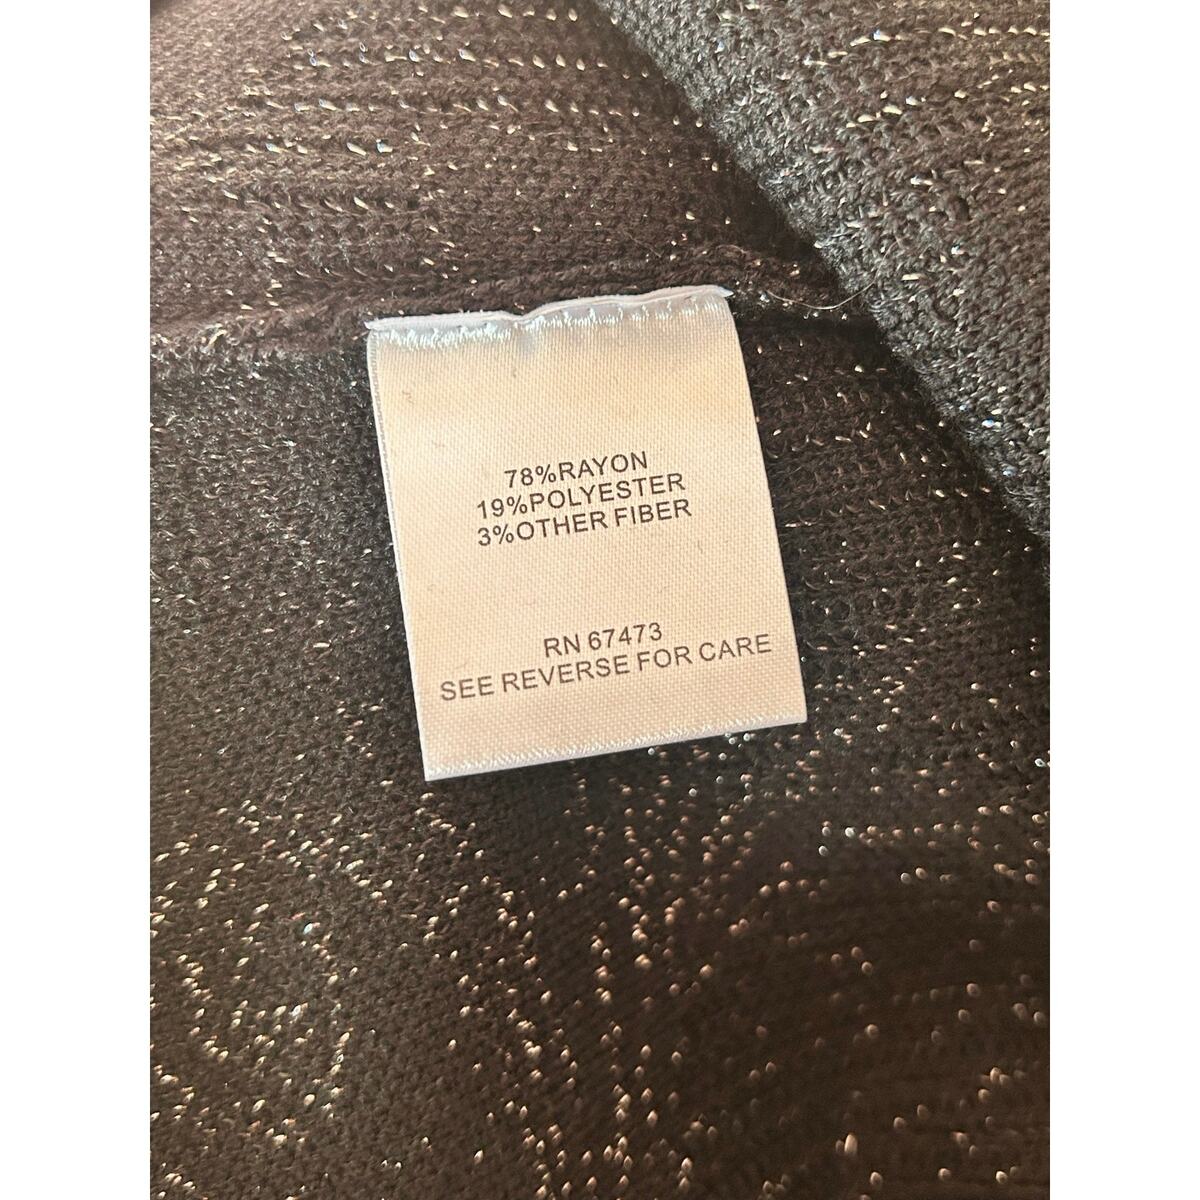 78%RAYON
19%POLYESTER
3%OTHER FIBER
RN 67473
SEE REVERSE FOR CARE